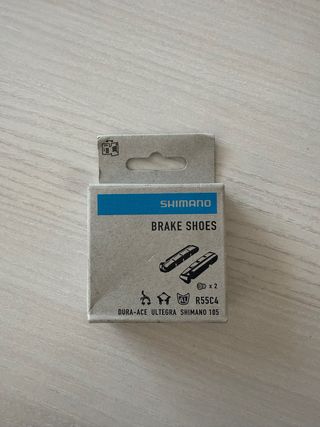 SHIMANO
BRAKE SHOES
x 2
R55C4
DURA-ACE ULTEGRA SHIMANO 105